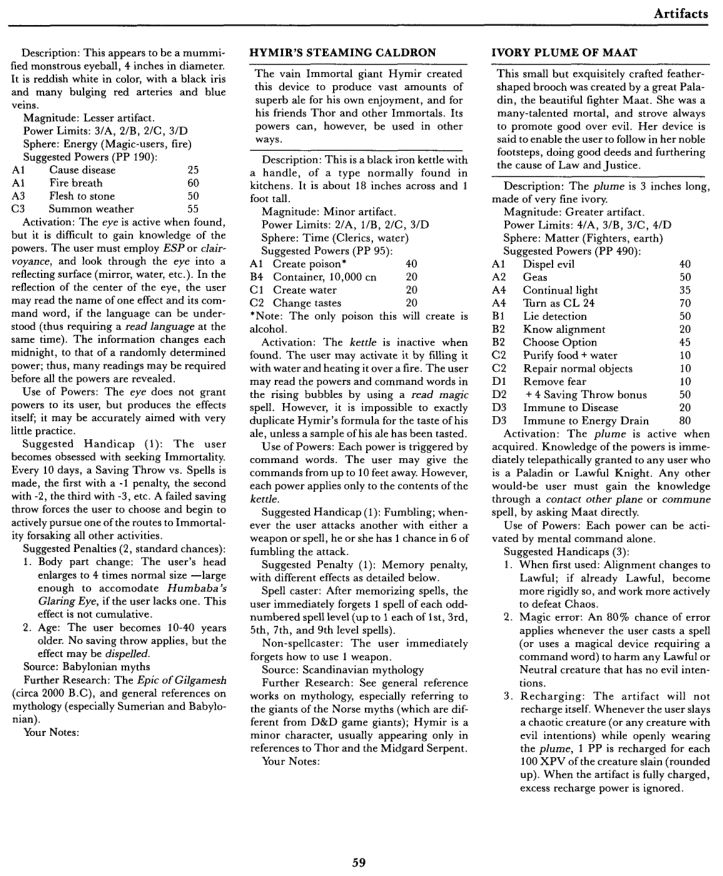 Artifacts
Description: This appears to be a mummi-
fied monstrous eyeball, 4 inches in diameter.
It is reddish white in color, with a black iris
and many bulging red arteries and blue
veins.
Magnitude: Lesser artifact.
Power Limits: 3/A, 2/B, 2/C, 3/D
Sphere: Energy (Magic-users, fire)
Suggested Powers (PP 190):
A1 Cause disease 25
A1 Fire breath 60
A3 Flesh to stone 50
C3 Summon weather 55
Activation: The eye is active when found,
but it is difficult to gain knowledge of the
powers. The user must employ ESP or clair-
voyance, and look through the eye into a
reflecting surface (mirror, water, etc.). In the
reflection of the center of the eye, the user
may read the name of one effect and its com-
mand word, if the language can be under-
stood (thus requiring a read language at the
same time). The information changes each
midnight, to that of a randomly determined
power; thus, many readings may be required
before all the powers are revealed.
Use of Powers: The eye does not grant
powers to its user, but produces the effects
itself; it may be accurately aimed with very
little practice.
Suggested Handicap (1): The user
becomes obsessed with seeking Immortality.
Every 10 days, a Saving Throw vs. Spells is
made, the first with a -1 penalty, the second
with -2, the third with -3, etc. A failed saving
throw forces the user to choose and begin to
actively pursue one of the routes to Immortal-
ity forsaking all other activities.
Suggested Penalties (2, standard chances):
1. Body part change: The user's head
enlarges to 4 times normal size —large
enough to accomodate Humbaba's
Glaring Eye, if the user lacks one. This
effect is not cumulative.
2. Age: The user becomes 10-40 years
older. No saving throw applies, but the
effect may be dispelled.
Source: Babylonian myths
Further Research: The Epic of Gilgamesh
(circa 2000 B.C), and general references on
mythology (especially Sumerian and Babylo-
nian).
Your Notes:
HYMIR'S STEAMING CALDRON
The vain Immortal giant Hymir created
this device to produce vast amounts of
superb ale for his own enjoyment, and for
his friends Thor and other Immortals. Its
powers can, however, be used in other
ways.
Description: This is a black iron kettle with
a handle, of a type normally found in
kitchens. It is about 18 inches across and 1
foot tall.
Magnitude: Minor artifact.
Power Limits: 2/A, 1/B, 2/C, 3/D
Sphere: Time (Clerics, water)
Suggested Powers (PP 95):
A1 Create poison* 40
B4 Container, 10,000 cn 20
C1 Create water 20
C2 Change tastes 20
*Note: The only poison this will create is
alcohol.
Activation: The kettle is inactive when
found. The user may activate it by filling it
with water and heating it over a fire. The user
may read the powers and command words in
the rising bubbles by using a read magic
spell. However, it is impossible to exactly
duplicate Hymir's formula for the taste of his
ale, unless a sample of his ale has been tasted.
Use of Powers: Each power is triggered by
command words. The user may give the
commands from up to 10 feet away. However,
each power applies only to the contents of the
kettle.
Suggested Handicap (1): Fumbling; when-
ever the user attacks another with either a
weapon or spell, he or she has 1 chance in 6 of
fumbling the attack.
Suggested Penalty (1): Memory penalty,
with different effects as detailed below.
Spell caster: After memorizing spells, the
user immediately forgets 1 spell of each odd-
numbered spell level (up to 1 each of 1st, 3rd,
5th, 7th, and 9th level spells).
Non-spellcaster: The user immediately
forgets how to use 1 weapon.
Source: Scandinavian mythology
Further Research: See general reference
works on mythology, especially referring to
the giants of the Norse myths (which are dif-
ferent from D&D game giants); Hymir is a
minor character, usually appearing only in
references to Thor and the Midgard Serpent.
Your Notes:
IVORY PLUME OF MAAT
This small but exquisitely crafted feather-
shaped brooch was created by a great Pala-
din, the beautiful fighter Maat. She was a
many-talented mortal, and strove always
to promote good over evil. Her device is
said to enable the user to follow in her noble
footsteps, doing good deeds and furthering
the cause of Law and Justice.
Description: The plume is 3 inches long,
made of very fine ivory.
Magnitude: Greater artifact.
Power Limits: 4/A, 3/B, 3/C, 4/D
Sphere: Matter (Fighters, earth)
Suggested Powers (PP 490):
A1 Dispel evil 40
A2 Geas 50
A4 Continual light 35
A4 Turn as CL 24 70
B1 Lie detection 50
B2 Know alignment 20
B2 Choose Option 45
C2 Purify food + water 10
C2 Repair normal objects 10
D1 Remove fear 10
D2 + 4 Saving Throw bonus 50
D3 Immune to Disease 20
D3 Immune to Energy Drain 80
Activation: The plume is active when
acquired. Knowledge of the powers is imme-
diately telepathically granted to any user who
is a Paladin or Lawful Knight. Any other
would-be user must gain the knowledge
through a contact other plane or commune
spell, by asking Maat directly.
Use of Powers: Each power can be acti-
vated by mental command alone.
Suggested Handicaps (3):
1. When first used: Alignment changes to
Lawful; if already Lawful, become
more rigidly so, and work more actively
to defeat Chaos.
2. Magic error: An 80% chance of error
applies whenever the user casts a spell
(or uses a magical device requiring a
command word) to harm any Lawful or
Neutral creature that has no evil inten-
tions.
3. Recharging: The artifact will not
recharge itself. Whenever the user slays
a chaotic creature (or any creature with
evil intentions) while openly wearing
the plume, 1 PP is recharged for each
100 XPV of the creature slain (rounded
up). When the artifact is fully charged,
excess recharge power is ignored.
59